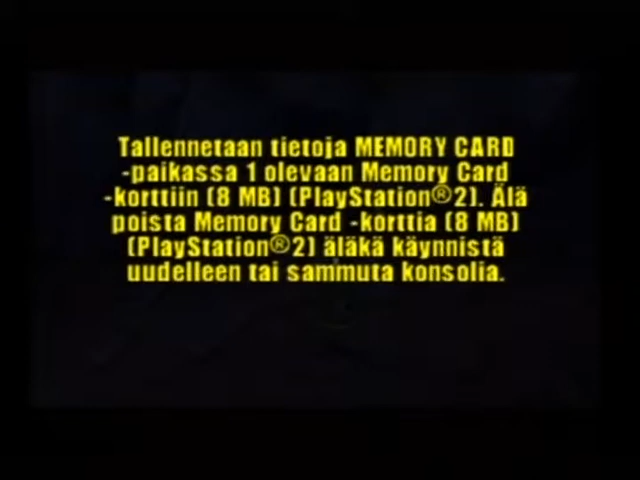 Tallennetaan tietoja MEMORY CARD
-paikassa 1 olevaan Memory Card
-korttiin (8 MB) (PlayStation®2). Älä
poista Memory Card -korttia (8 MB)
(PlayStation®2) äläkä käynnistä
uudelleen tai sammuta konsolia.